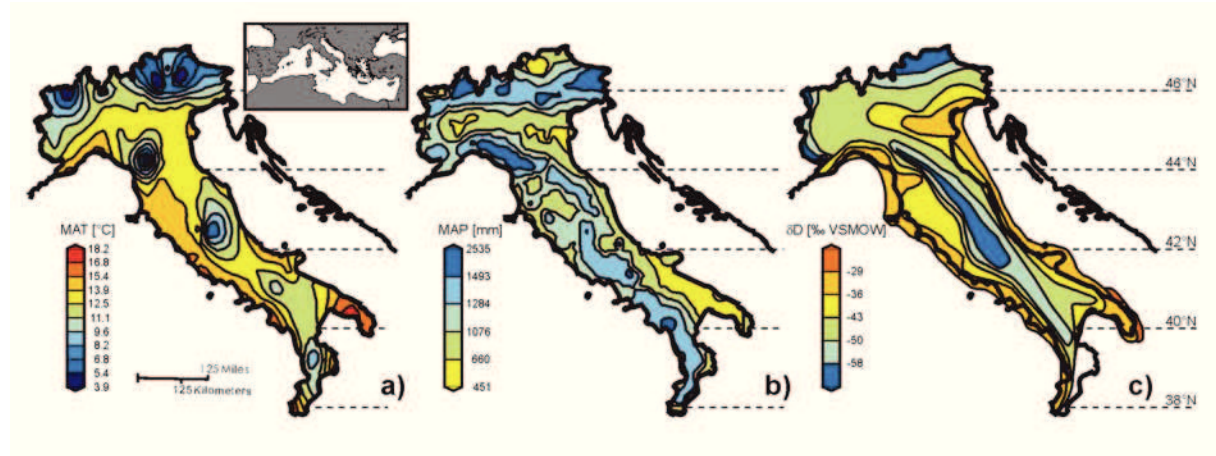 MAT [°C]
18.2
16.8
15.4
13.9
12.5
11.1
9.6
8.2
6.8
5.4
3.9
125 Miles
125 Kilometers
a)
MAP [mm]
2535
1493
1284
1076
660
451
b)
δD [‰ VSMOW]
-29
-36
-43
-50
-58
c)
46°N
44°N
42°N
40°N
38°N